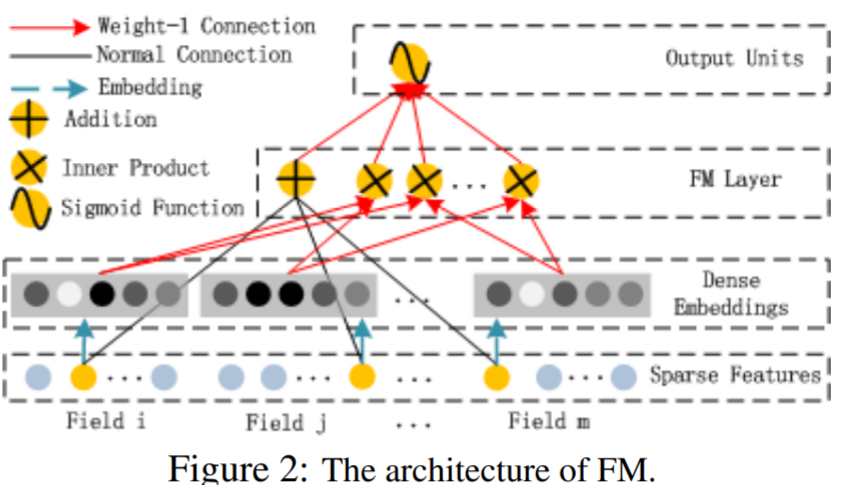 Weight-1 Connection
Normal Connection
Embedding
Addition
Inner Product
Sigmoid Function
Output Units
FM Layer
...
Dense
Embeddings
...
Sparse Features
... ... ... ...
Field i
Field j
...
Field m
Figure 2: The architecture of FM.